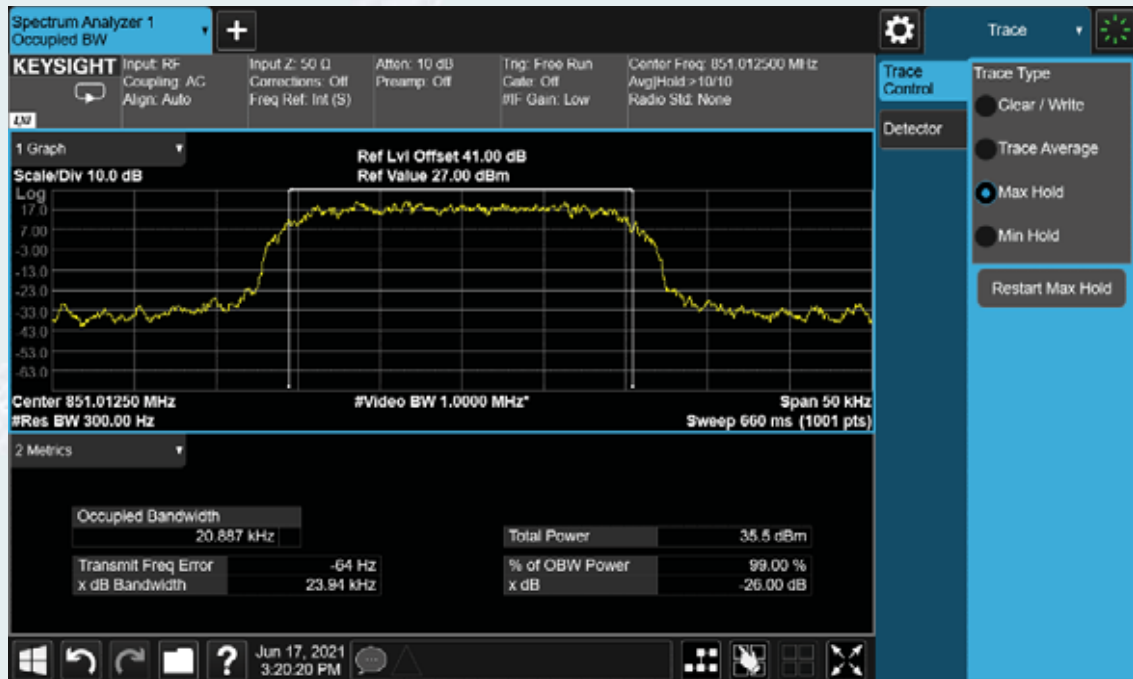 Spectrum Analyzer 1
Occupied BW
Trace
KEYSIGHT
Input: RF
Coupling: AC
Align: Auto
Input Z: 50 Ω
Corrections: Off
Freq Ref: Int (S)
Atten: 10 dB
Preamp: Off
Trig: Free Run
Gate: Off
#IF Gain: Low
Center Freq: 851.012500 MHz
Avg|Hold:>10/10
Radio Std: None
LXI
Trace
Control
Detector
Trace Type
Clear / Write
Trace Average
Max Hold
Min Hold
Restart Max Hold
1 Graph
Scale/Div 10.0 dB
Ref Lvl Offset 41.00 dB
Ref Value 27.00 dBm
Log
17.0
7.00
-3.00
-13.0
-23.0
-33.0
-43.0
-53.0
-63.0
Center 851.01250 MHz
#Video BW 1.0000 MHz*
Span 50 kHz
#Res BW 300.00 Hz
Sweep 660 ms (1001 pts)
2 Metrics
Occupied Bandwidth
20.887 kHz
Total Power 35.5 dBm
Transmit Freq Error -64 Hz
% of OBW Power 99.00 %
x dB Bandwidth 23.94 kHz
x dB -26.00 dB
?
Jun 17, 2021
3:20:20 PM